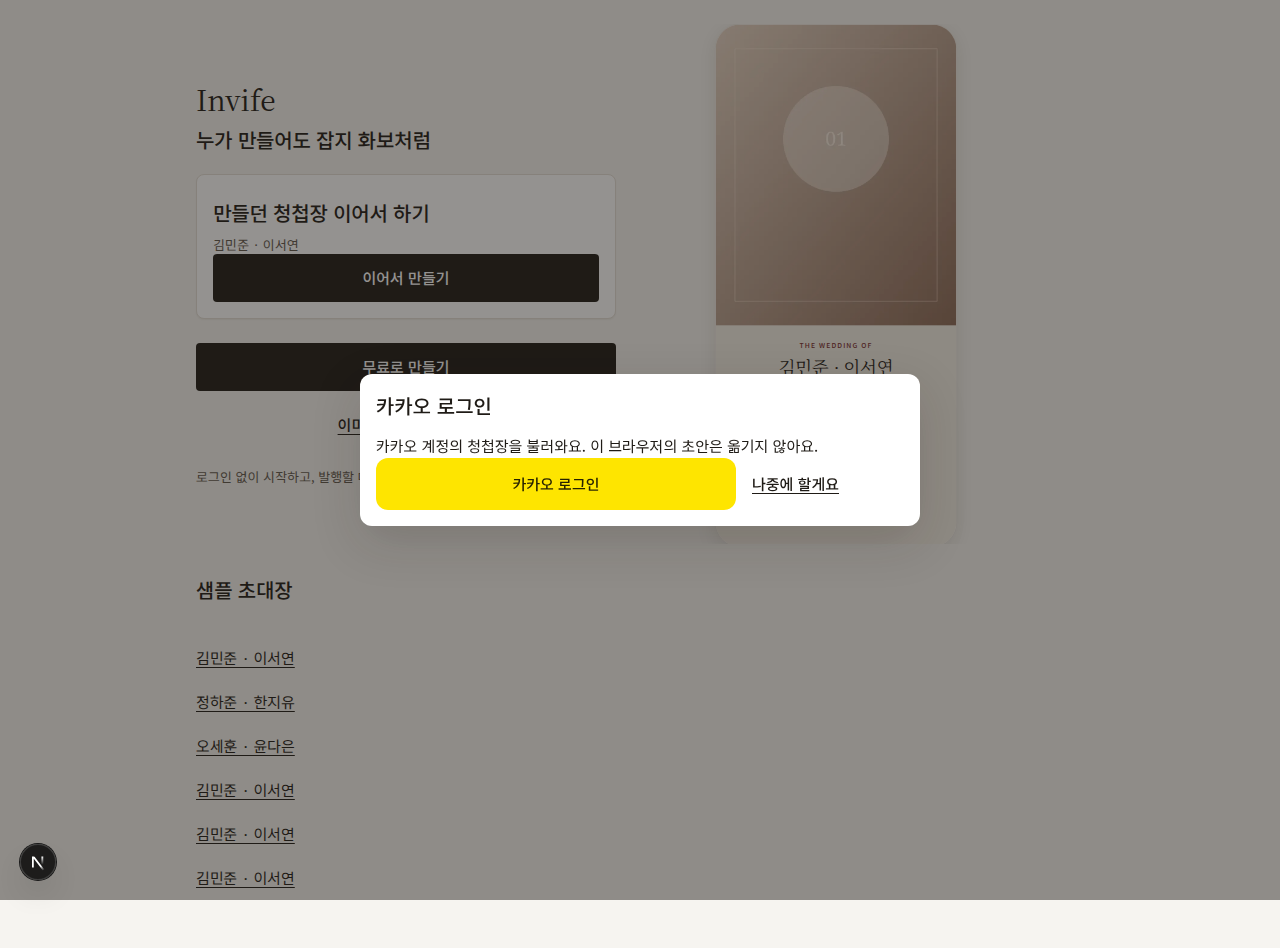 Invife
누가 만들어도 잡지 화보처럼
만들던 청첩장 이어서 하기
김민준 · 이서연
이어서 만들기
무료로 만들기
로그인 없이 시작하고, 발행할
01
THE WEDDING OF
김민준 · 이서연
카카오 로그인
카카오 계정의 청첩장을 불러와요. 이 브라우저의 초안은 옮기지 않아요.
카카오 로그인
나중에 할게요
샘플 초대장
김민준 · 이서연
정하준 · 한지유
오세훈 · 윤다은
김민준 · 이서연
김민준 · 이서연
김민준 · 이서연
N